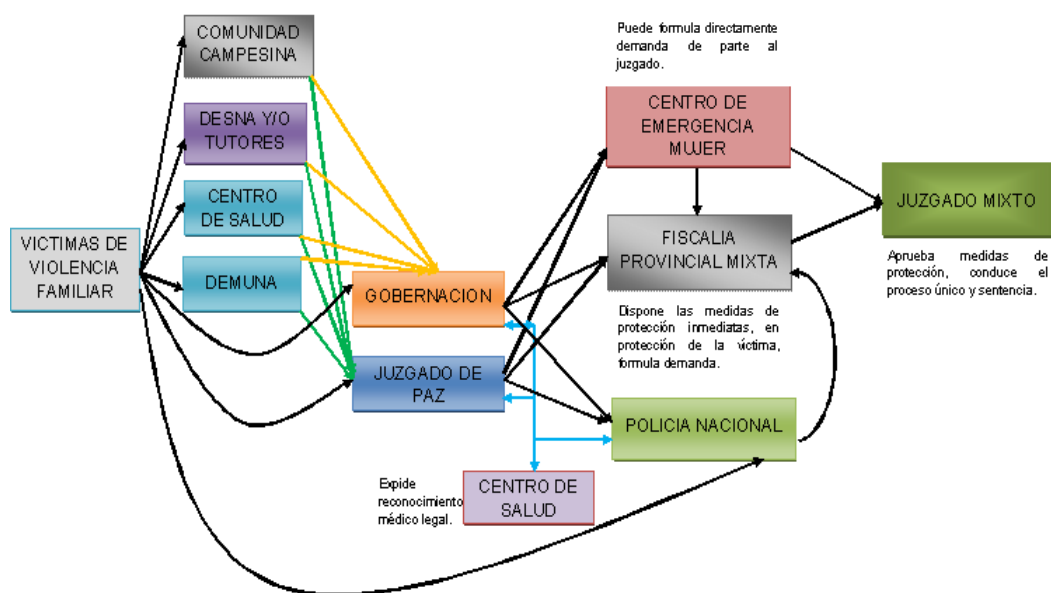 COMUNIDAD
CAMPESINA
DESNA Y/O
TUTORES
CENTRO
DE SALUD
DEMUNA
VICTIMAS DE
VIOLENCIA
FAMILIAR
GOBERNACION
JUZGADO DE
PAZ
Expide
reconocimiento
médico legal.
CENTRO DE
SALUD
Puede formula directamente
demanda de parte al
juzgado.
CENTRO DE
EMERGENCIA
MUJER
FISCALIA
PROVINCIAL MIXTA
Dispone las medidas de
protección inmediatas, en
protección de la víctima,
formula demanda.
POLICIA NACIONAL
JUZGADO MIXTO
Aprueba medidas de
protección, conduce el
proceso único y sentencia.